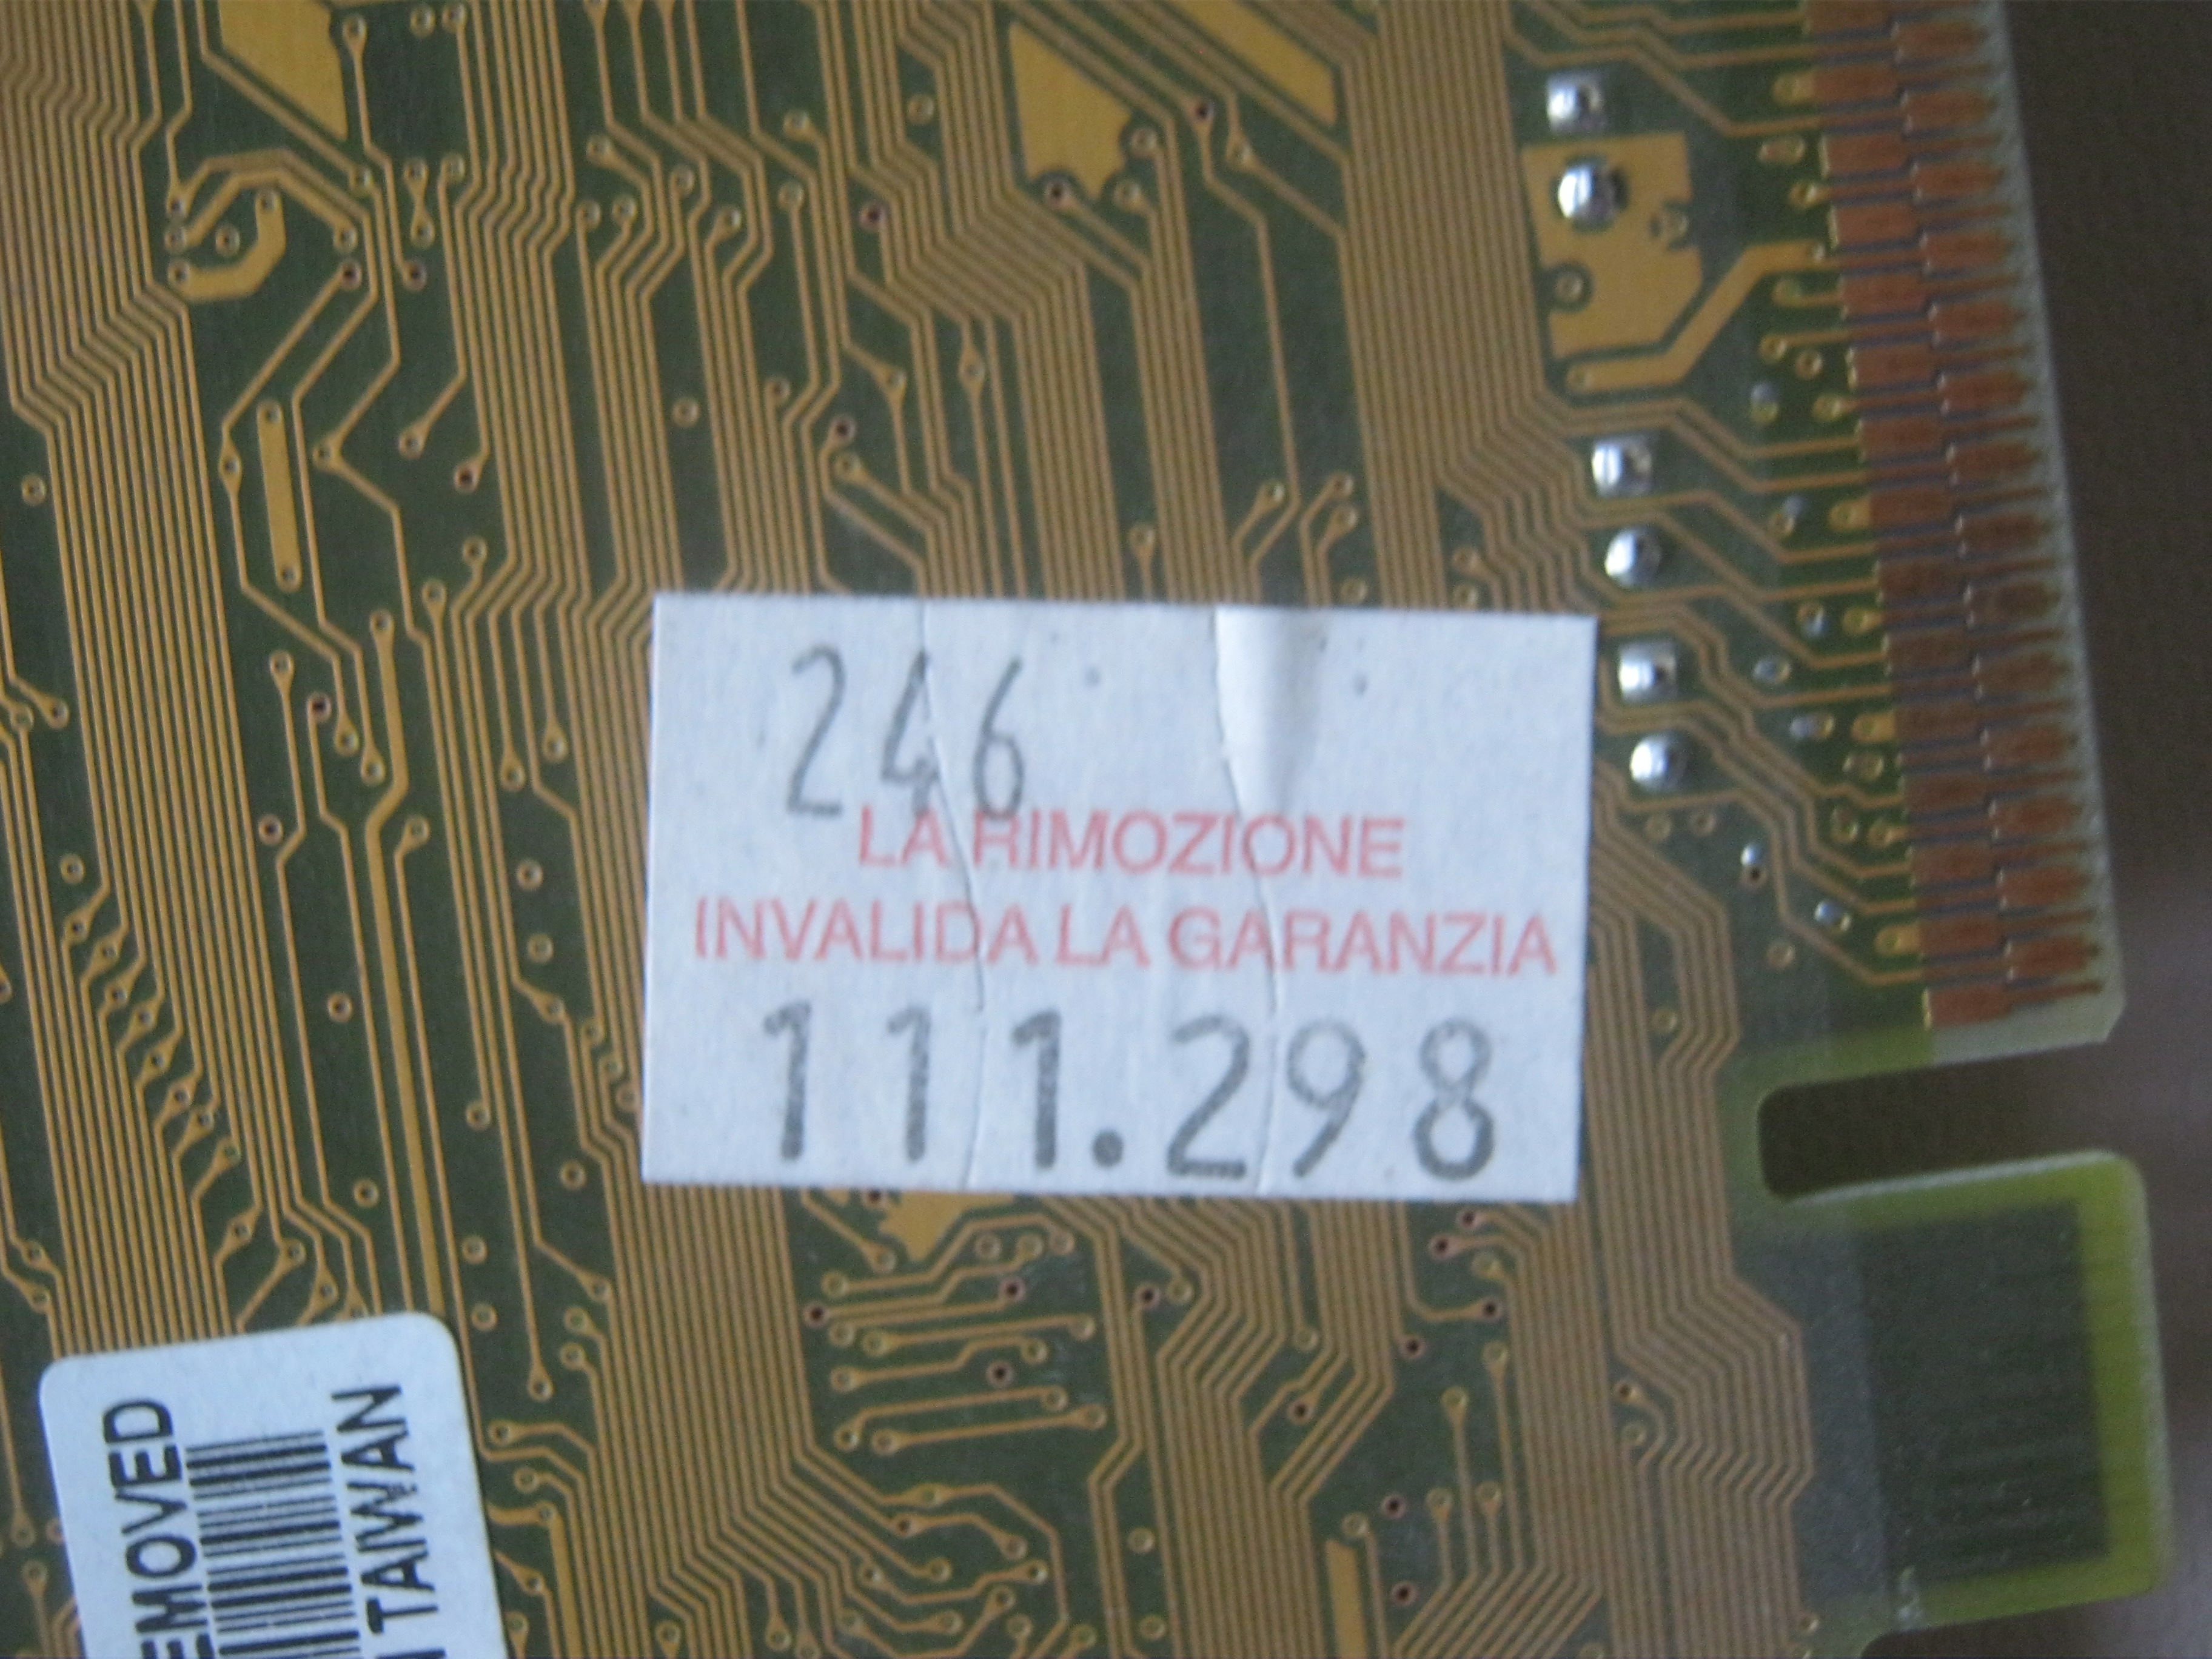 246
LA RIMOZIONE
INVALIDA LA GARANZIA
111.298
EMOVED
TAIWAN